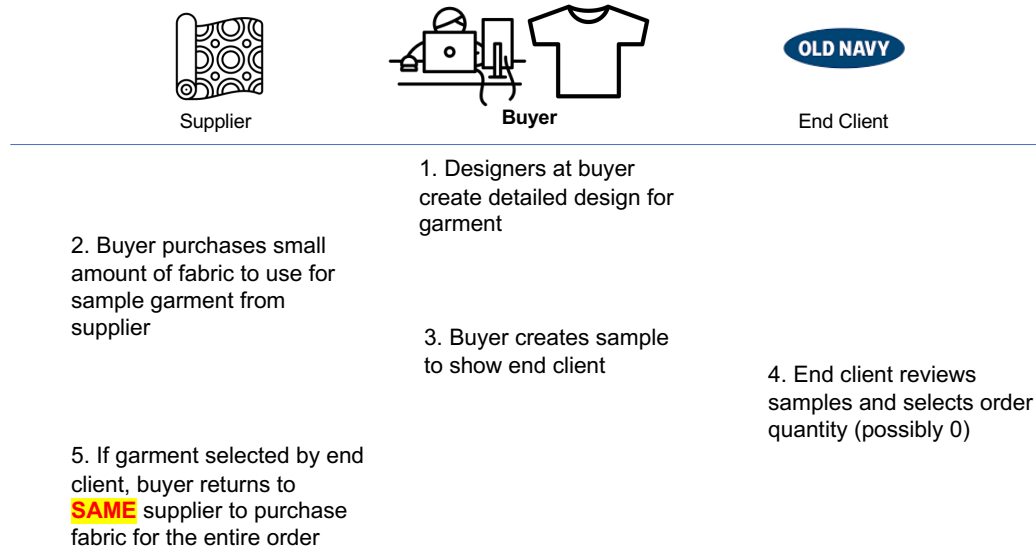 OLD NAVY
Supplier
Buyer
End Client
1. Designers at buyer
create detailed design for
garment
2. Buyer purchases small
amount of fabric to use for
sample garment from
supplier
3. Buyer creates sample
to show end client
4. End client reviews
samples and selects order
quantity (possibly 0)
5. If garment selected by end
client, buyer returns to
SAME supplier to purchase
fabric for the entire order